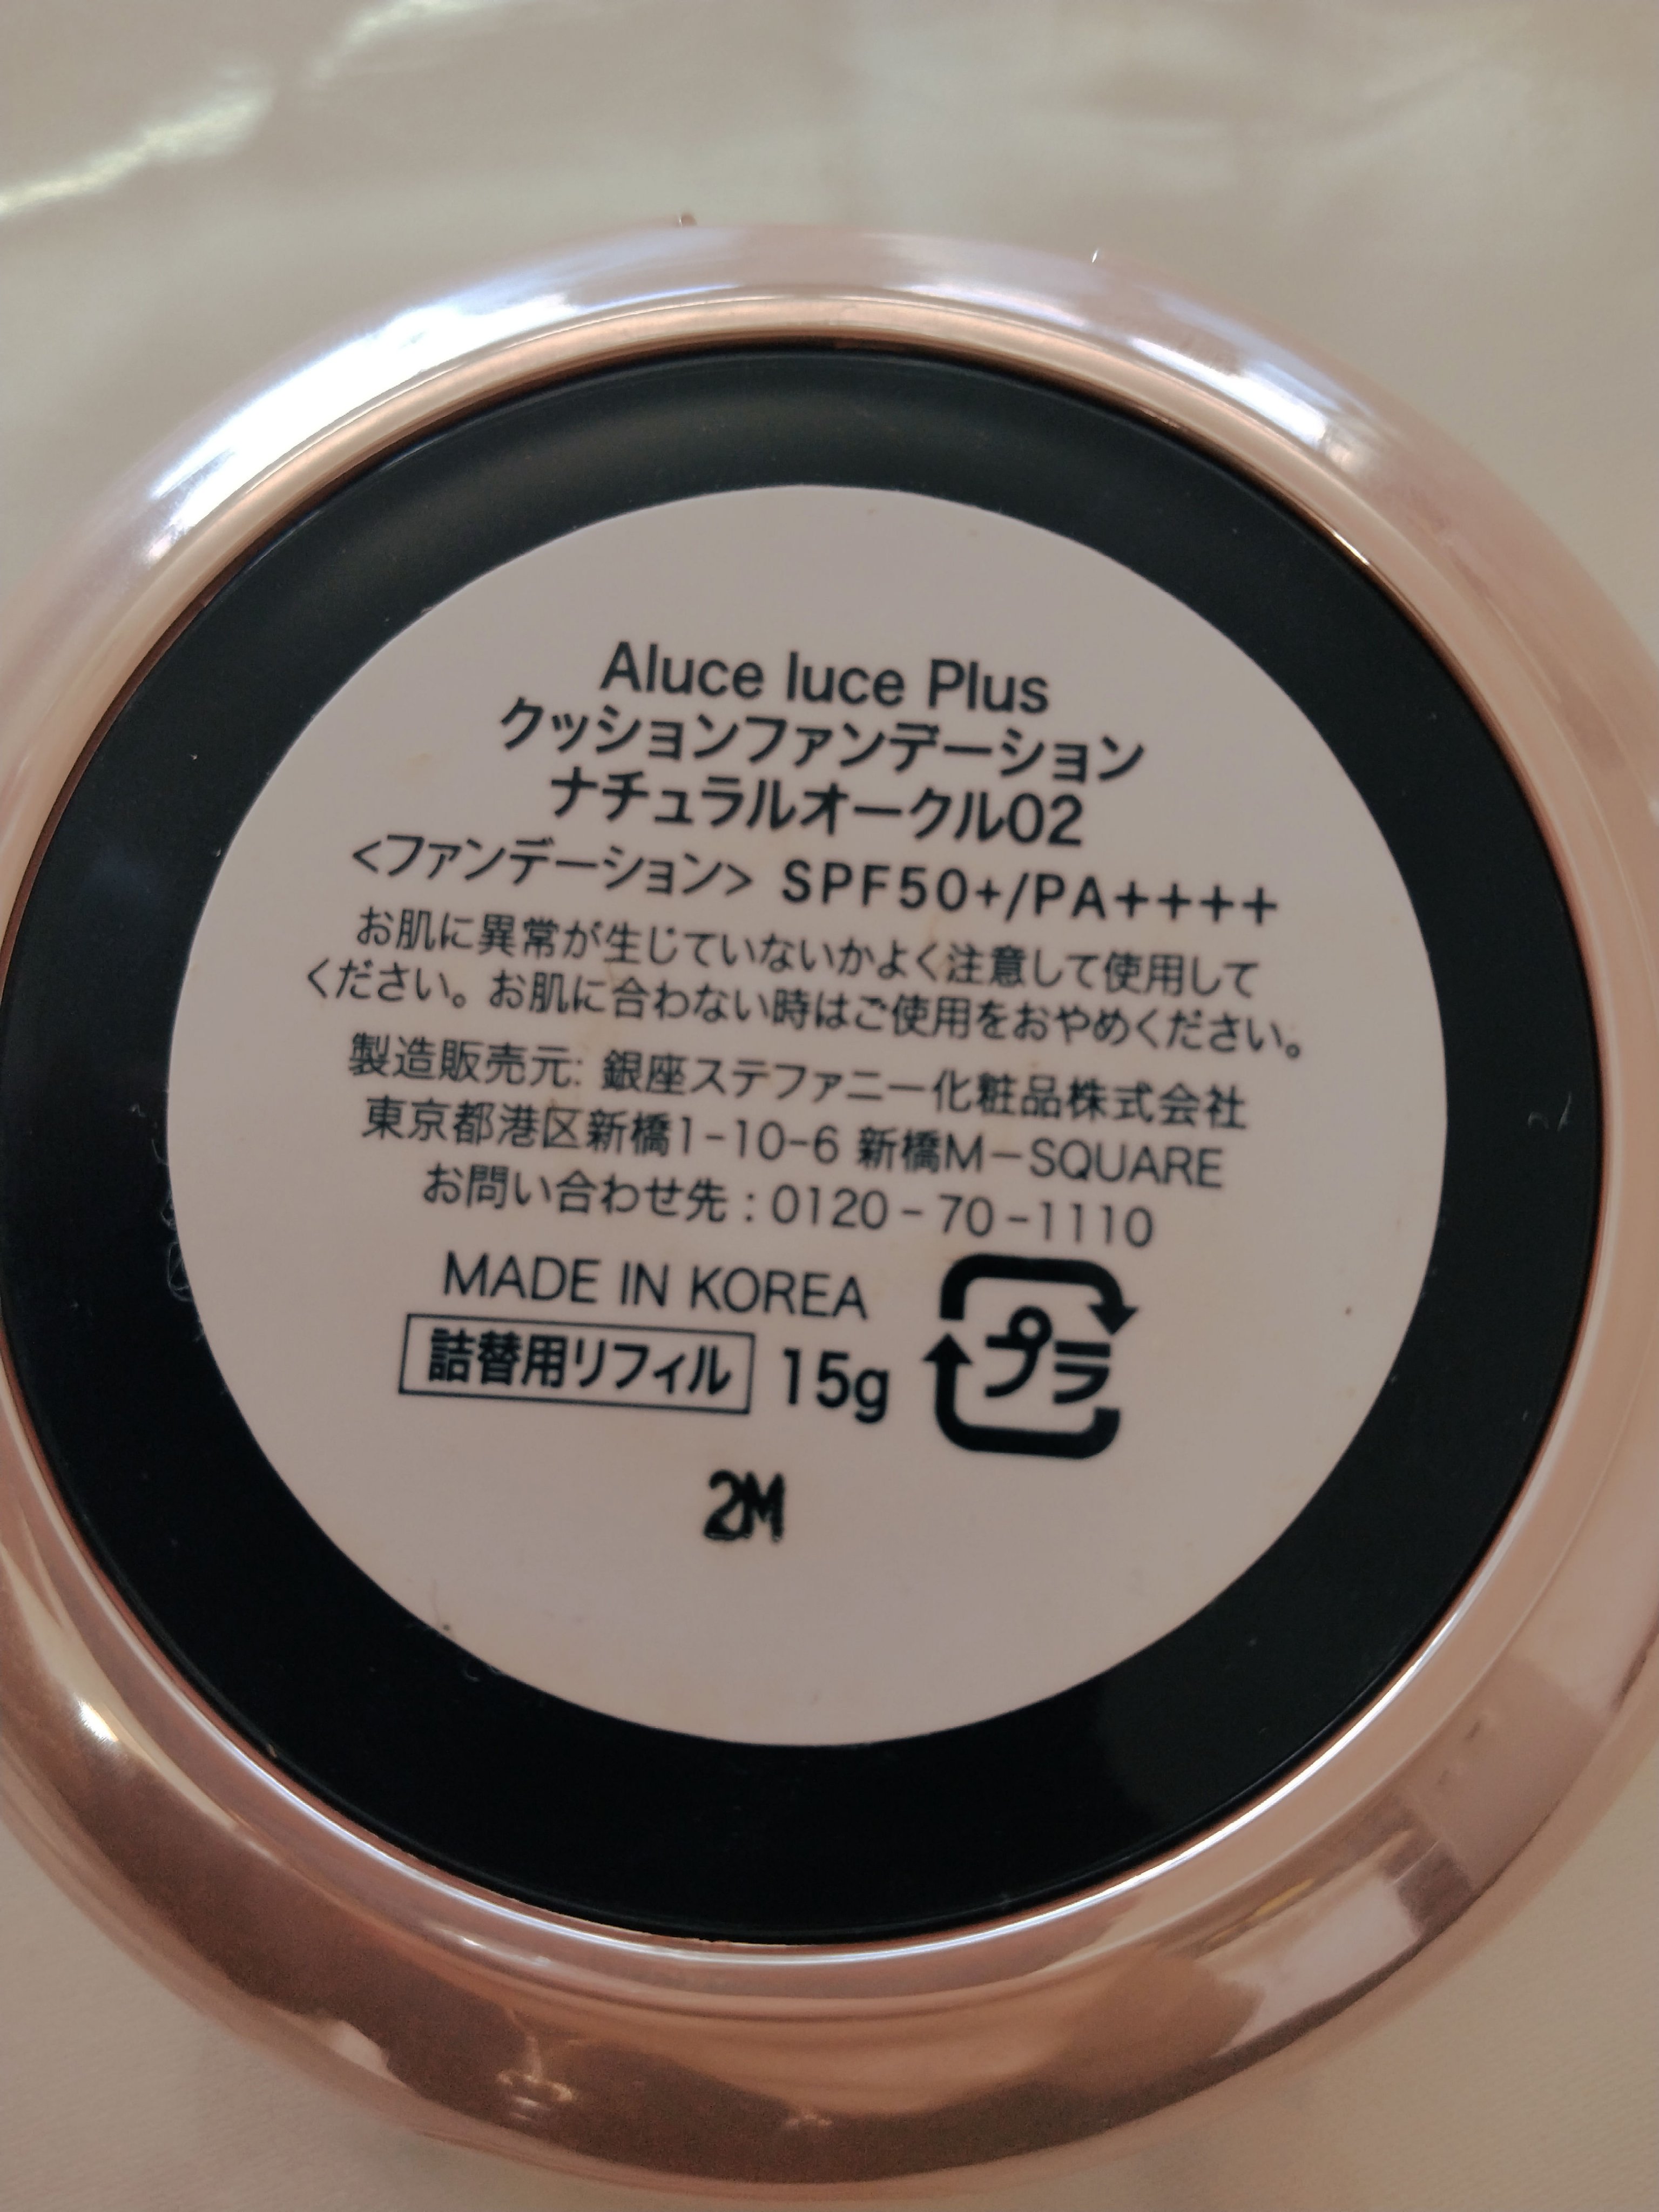 Aluce luce Plus
クッションファンデーション
ナチュラルオークル02
<ファンデーション> SPF50+/PA++++
お肌に異常が生じていないかよく注意して使用して
ください。お肌に合わない時はご使用をおやめください。
製造販売元: 銀座ステファニー化粧品株式会社
東京都港区新橋1-10-6 新橋M-SQUARE
お問い合わせ先 : 0120-70-1110
MADE IN KOREA
詰替用リフィル 15g プラ
2M